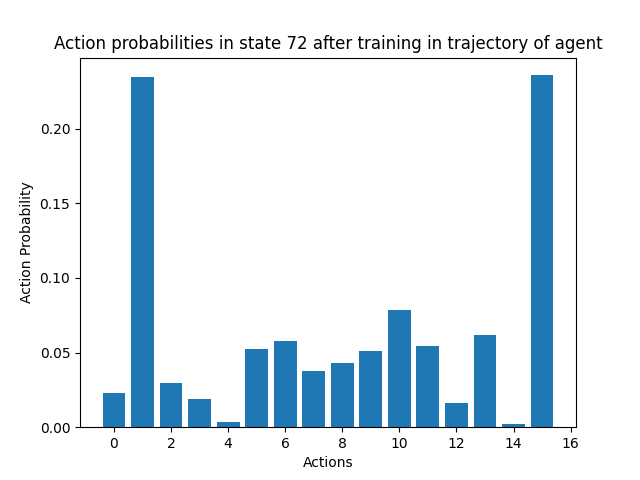 Action probabilities in state 72 after training in trajectory of agent
0.20
0.15
0.10
0.05
0.00
Action Probability
0 2 4 6 8 10 12 14 16
Actions